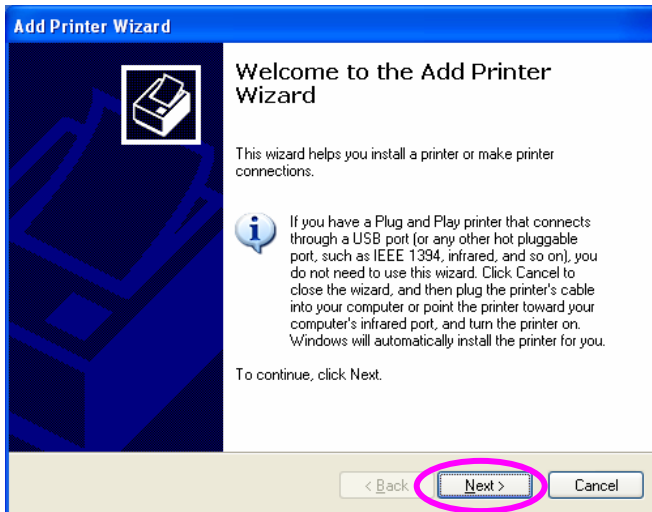 Add Printer Wizard
Welcome to the Add Printer
Wizard
This wizard helps you install a printer or make printer
connections.
If you have a Plug and Play printer that connects
through a USB port (or any other hot pluggable
port, such as IEEE 1394, infrared, and so on), you
do not need to use this wizard. Click Cancel to
close the wizard, and then plug the printer's cable
into your computer or point the printer toward your
computer's infrared port, and turn the printer on.
Windows will automatically install the printer for you.
To continue, click Next.
< Back Next > Cancel